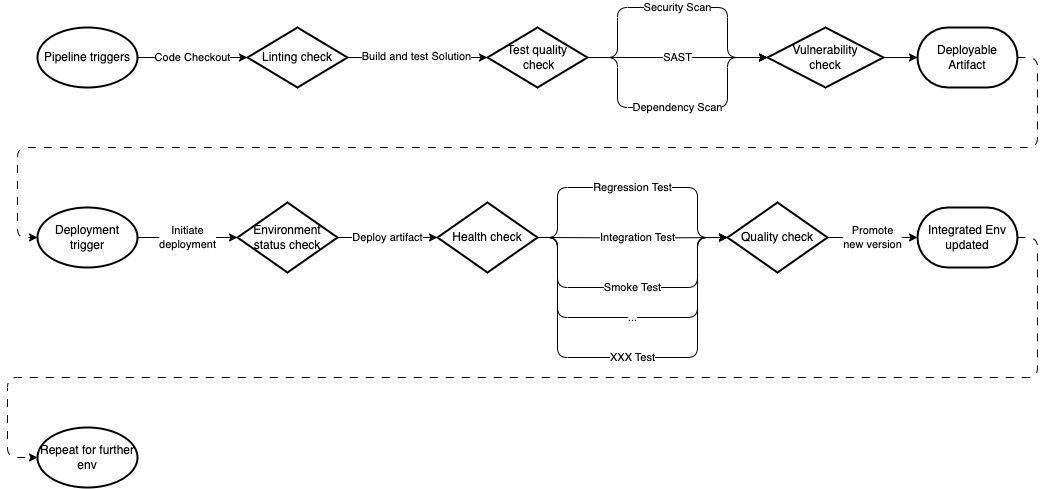 Security Scan
Pipeline triggers
Code Checkout
Linting check
Build and test Solution
Test quality
check
SAST
Vulnerability
check
Deployable
Artifact
Dependency Scan
Regression Test
Deployment
trigger
Initiate
deployment
Environment
status check
Deploy artifact
Health check
Integration Test
Quality check
Promote
new version
Integrated Env
updated
Smoke Test
...
XXX Test
Repeat for further
env